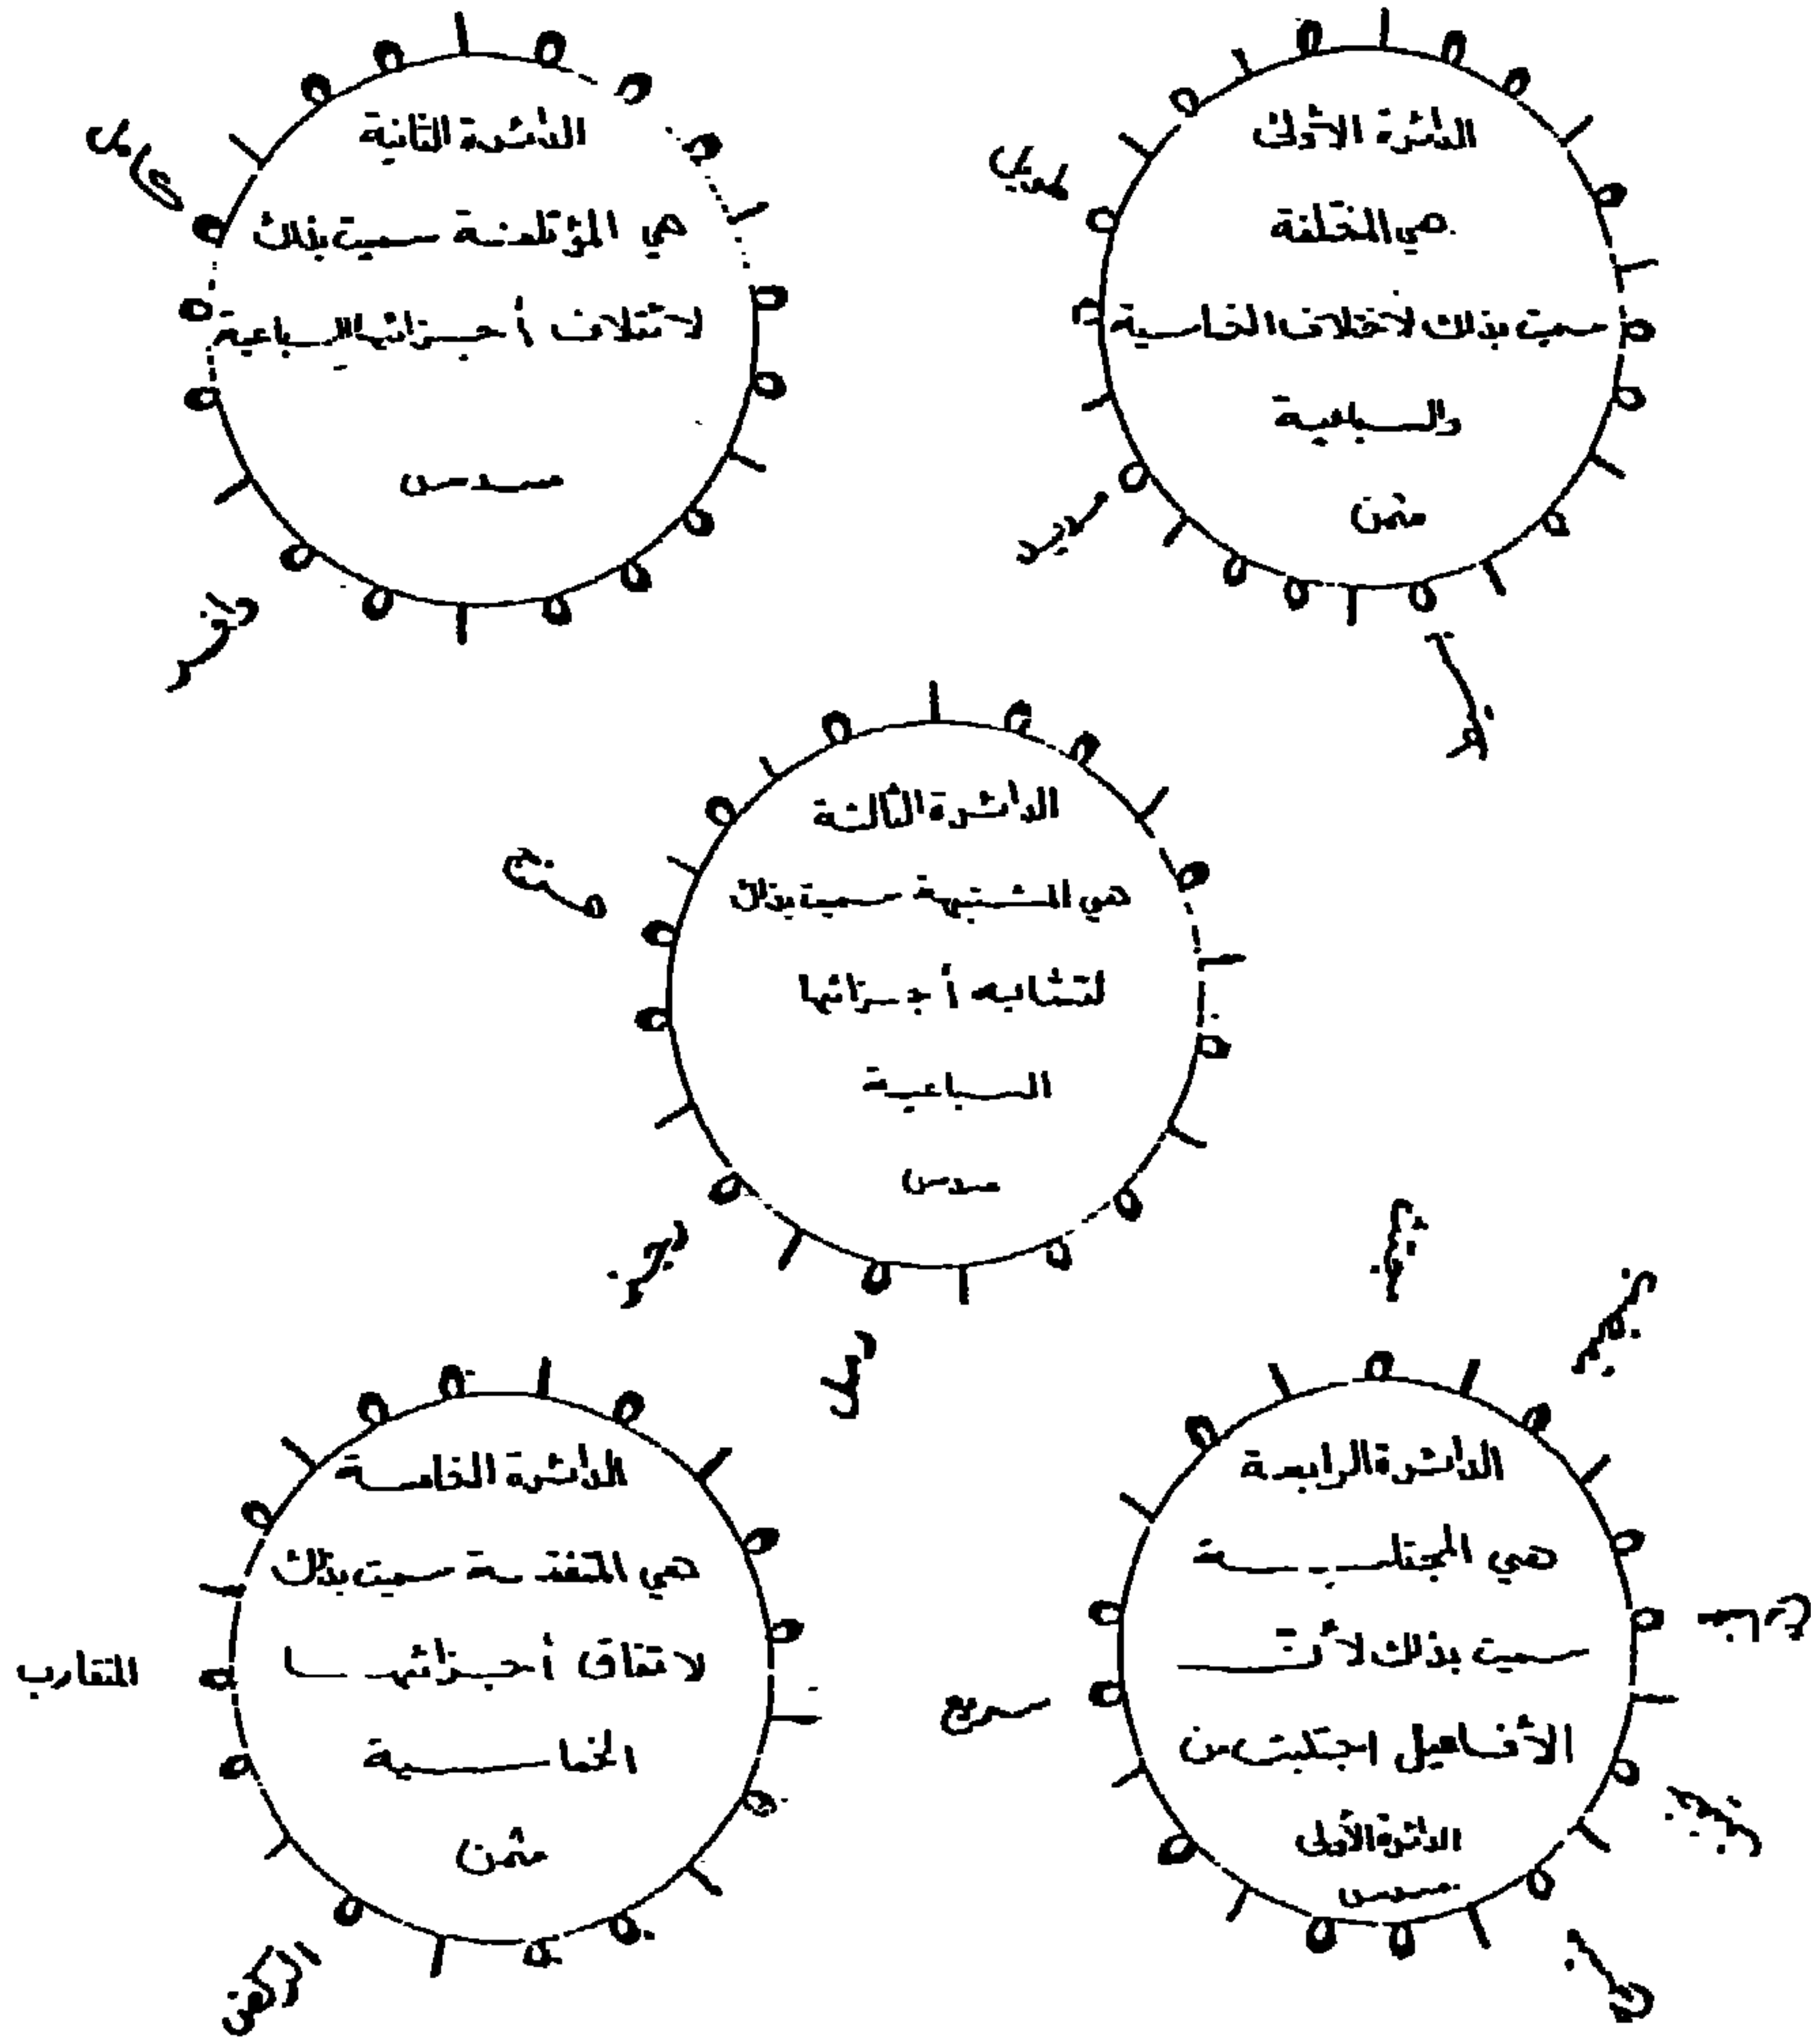 الدائرة الأولى
هي المختلفة
سميت بذلك لاختلاف الخماسية
والسباعية
مثمن
طويل
مديد
الدائرة الثانية
هي المؤتلفة سميت بذلك
لائتلاف أجزائها السباعية
مسدس
كامل
وافر
الدائرة الثالثة
هي المشتبهة سميت بذلك
لتشابه أجزائها
السباعية
مسدس
هزج
رجز
رمل
الدائرة الرابعة
هي المجتلبة
سميت بذلك لأن
الأفاعيل اجتلبت من
الدائرة الأولى
مسدس
سريع
خفيف
الدائرة الخامسة
هي المتفقة سميت بذلك
لاتفاق أجزائها
الخماسية
مثمن
المتقارب